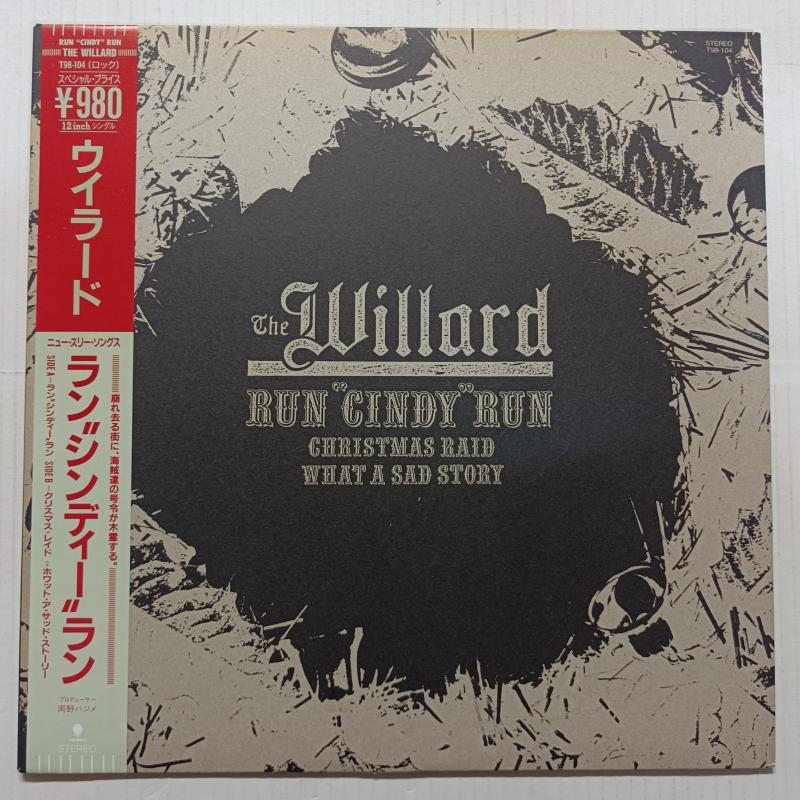 RUN "CINDY" RUN
THE WILLARD
T98-104 (ロック)
スペシャル・プライス
¥980
12inch シングル
ウイラード
ニュー・スリー・ソングス
崩れ去る街に、海賊達の号令が木霊する。
ラン"シンディー"ラン
SIDE A=ラン"シンディー"ラン SIDE B=クリスマス・レイド ホワット・ア・サッド・ストーリー
プロデューサー
岡野ハジメ
STEREO
STEREO
T98-104
The Willard
RUN "CINDY" RUN
CHRISTMAS RAID
WHAT A SAD STORY